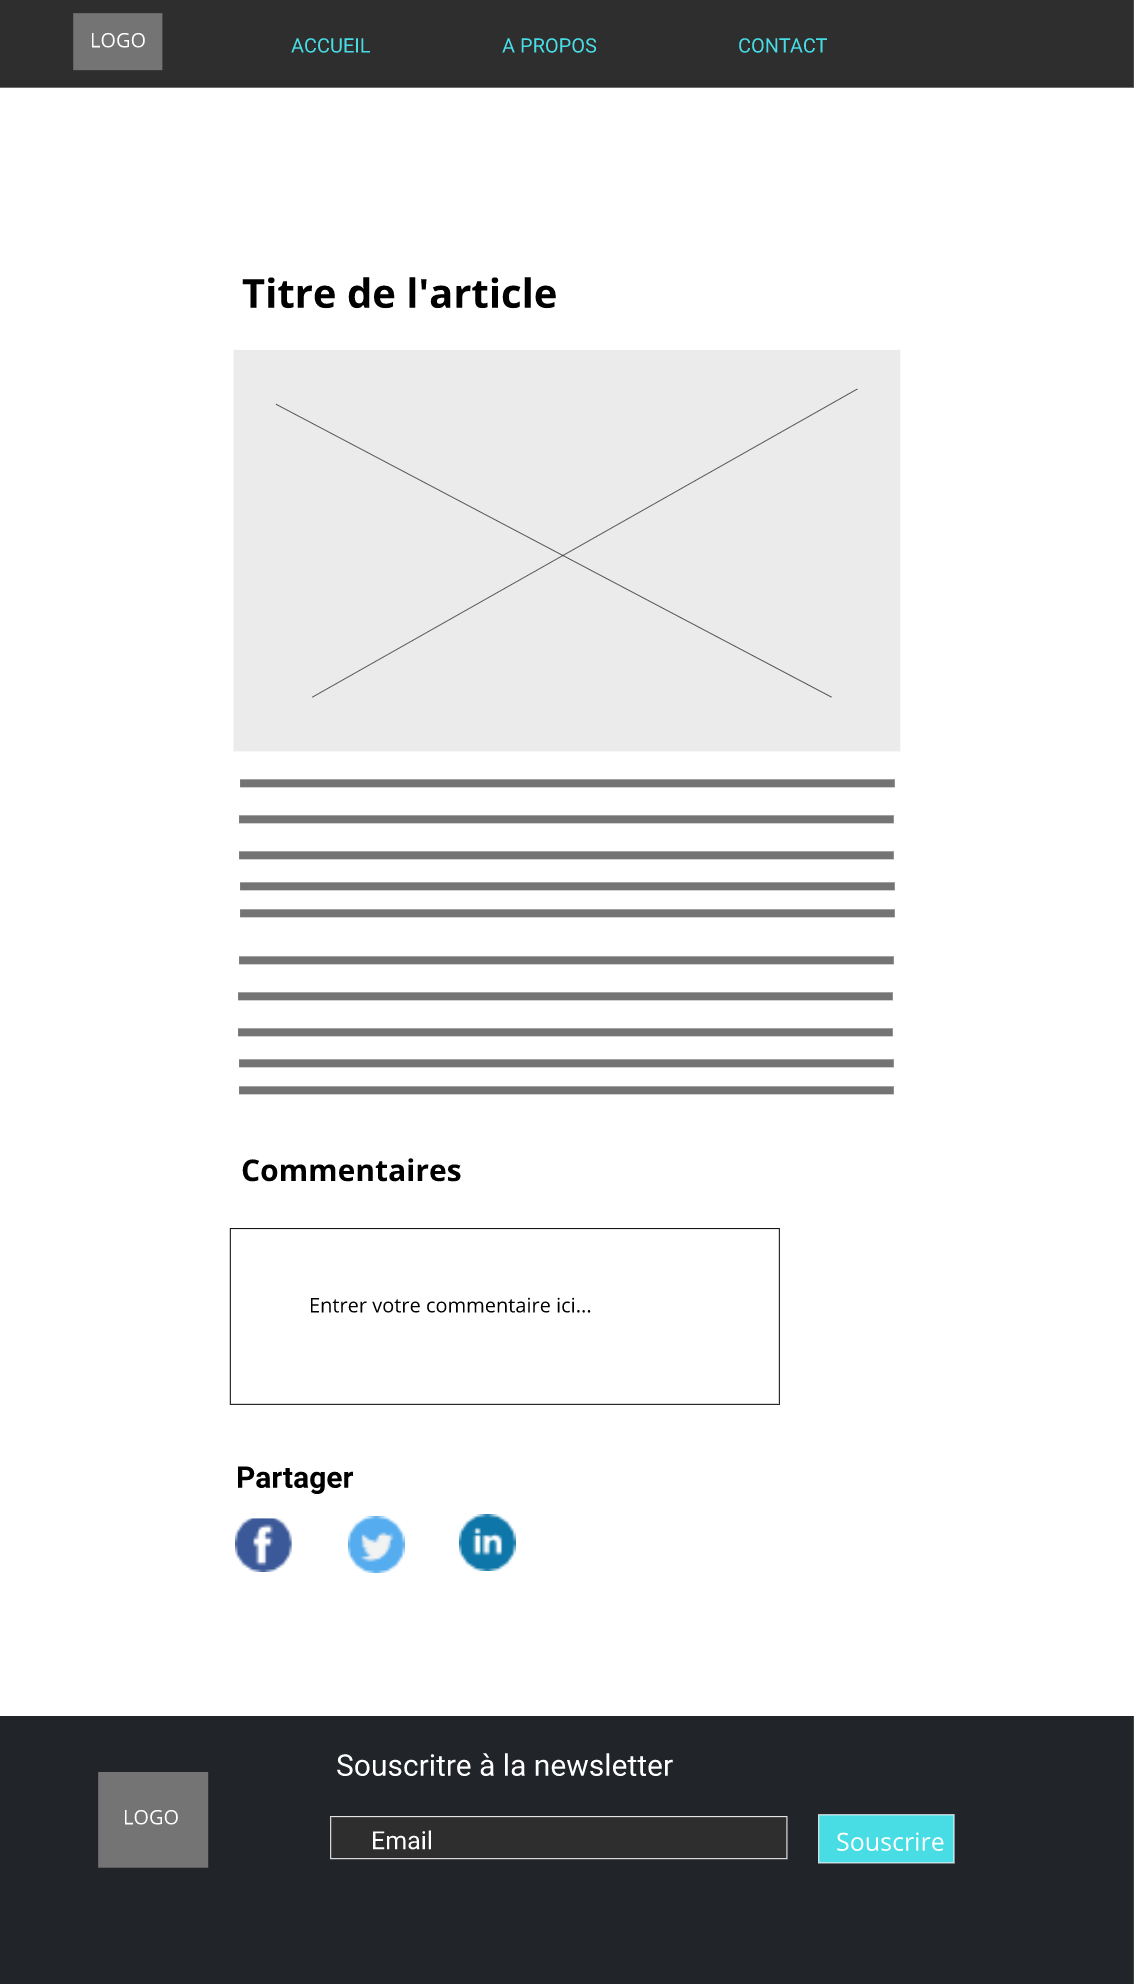 LOGO
ACCUEIL
A PROPOS
CONTACT
Titre de l'article
Commentaires
Entrer votre commentaire ici...
Partager
f
in
Souscritre à la newsletter
LOGO
Email
Souscrire